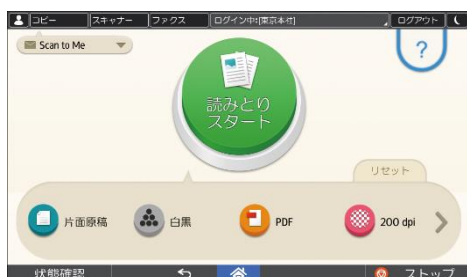 コピー
スキャナー
ファクス
ログイン中:[東京本社]
ログアウト
Scan to Me
?
読みとり
スタート
リセット
片面原稿
白黒
PDF
200 dpi
状態確認
ストップ